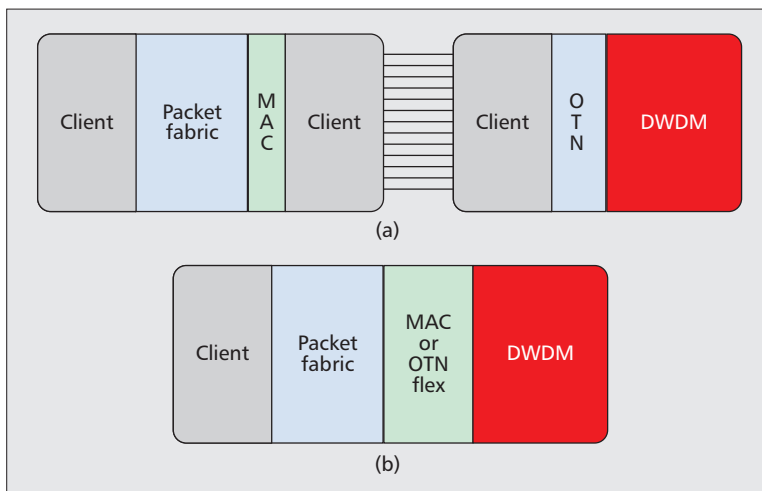 Client
Packet
fabric
M
A
C
Client
Client
O
T
N
DWDM
(a)
Client
Packet
fabric
MAC
or
OTN
flex
DWDM
(b)